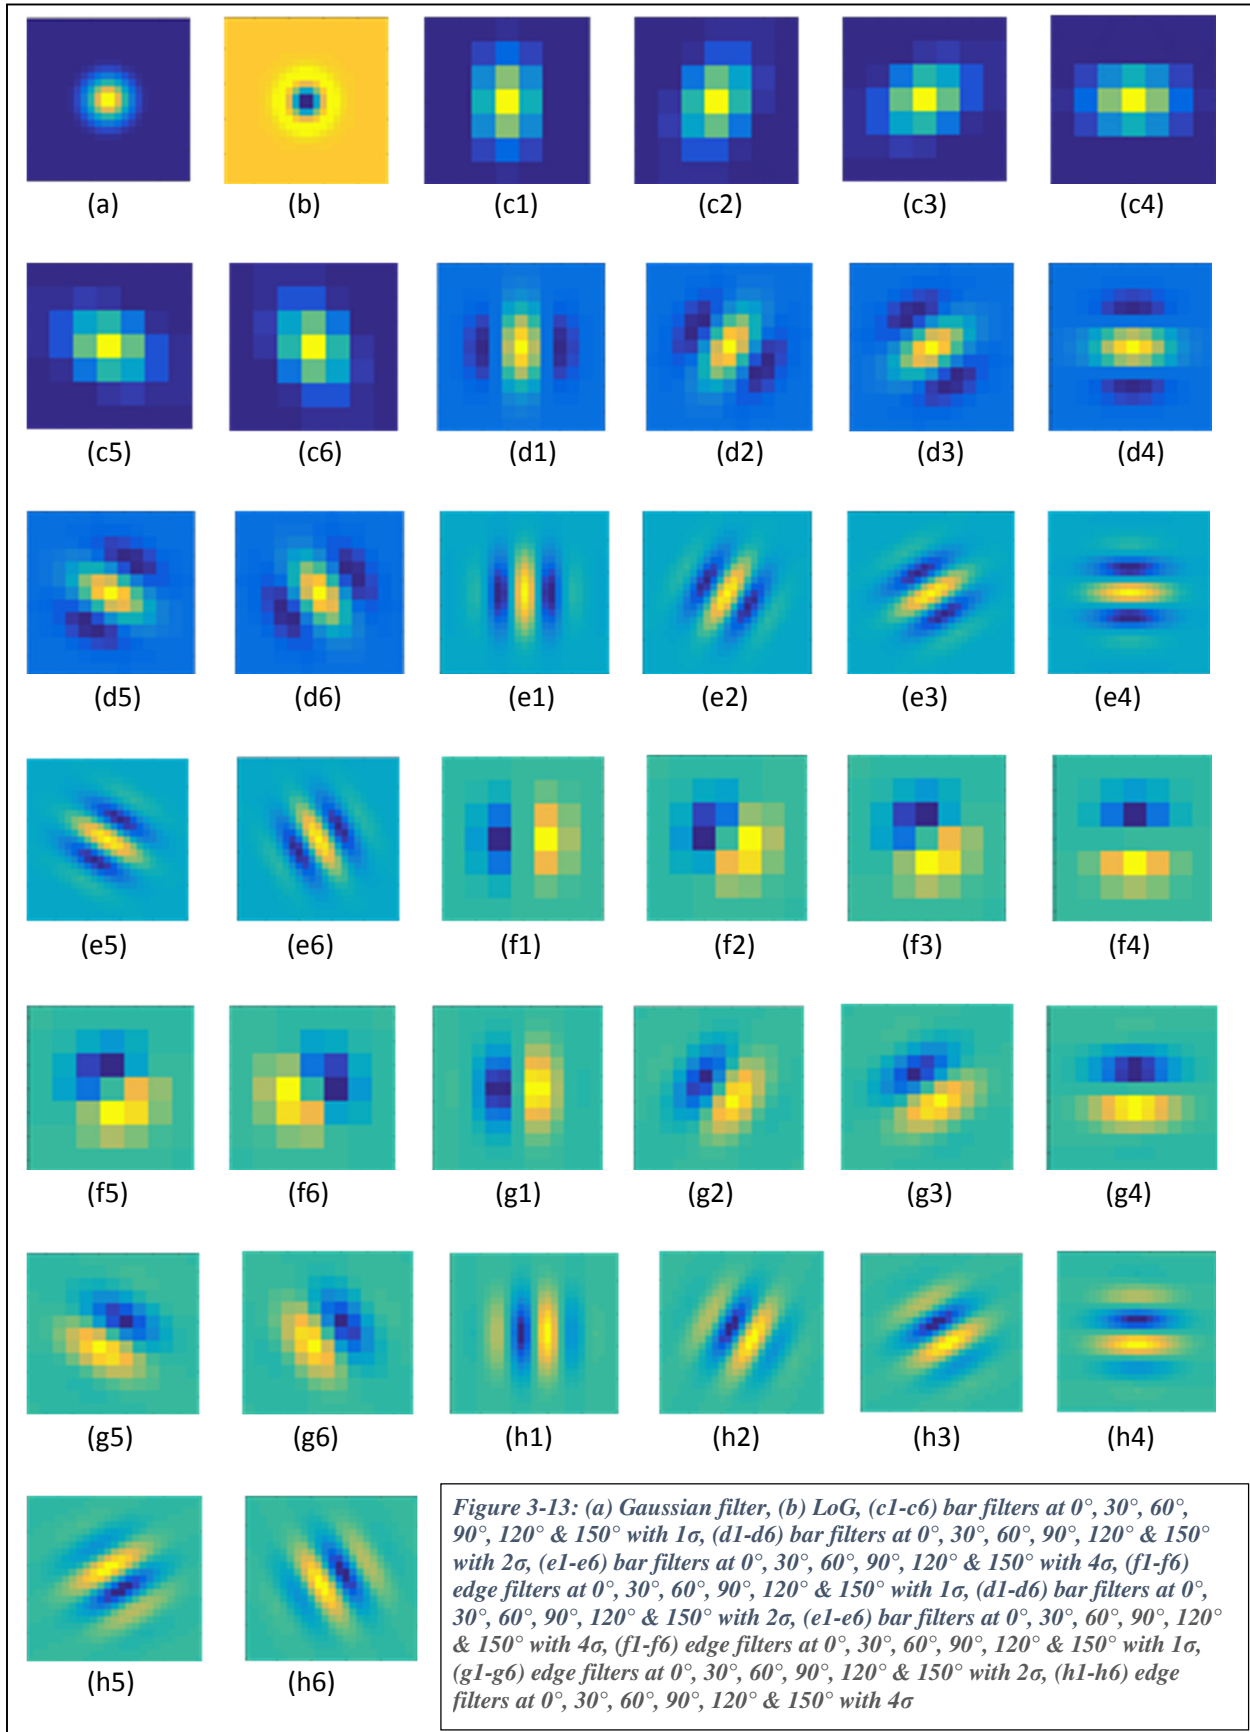 (a) (b) (c1) (c2) (c3) (c4)
(c5) (c6) (d1) (d2) (d3) (d4)
(d5) (d6) (e1) (e2) (e3) (e4)
(e5) (e6) (f1) (f2) (f3) (f4)
(f5) (f6) (g1) (g2) (g3) (g4)
(g5) (g6) (h1) (h2) (h3) (h4)
(h5) (h6)
Figure 3-13: (a) Gaussian filter, (b) LoG, (c1-c6) bar filters at 0°, 30°, 60°,
90°, 120° & 150° with 1σ, (d1-d6) bar filters at 0°, 30°, 60°, 90°, 120° & 150°
with 2σ, (e1-e6) bar filters at 0°, 30°, 60°, 90°, 120° & 150° with 4σ, (f1-f6)
edge filters at 0°, 30°, 60°, 90°, 120° & 150° with 1σ, (d1-d6) bar filters at 0°,
30°, 60°, 90°, 120° & 150° with 2σ, (e1-e6) bar filters at 0°, 30°, 60°, 90°, 120°
& 150° with 4σ, (f1-f6) edge filters at 0°, 30°, 60°, 90°, 120° & 150° with 1σ,
(g1-g6) edge filters at 0°, 30°, 60°, 90°, 120° & 150° with 2σ, (h1-h6) edge
filters at 0°, 30°, 60°, 90°, 120° & 150° with 4σ